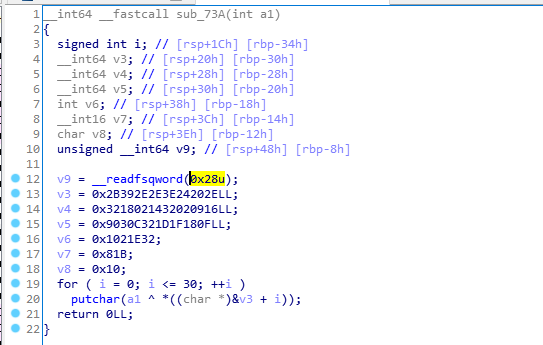 1 __int64 __fastcall sub_73A(int a1)
2 {
3 signed int i; // [rsp+1Ch] [rbp-34h]
4 __int64 v3; // [rsp+20h] [rbp-30h]
5 __int64 v4; // [rsp+28h] [rbp-28h]
6 __int64 v5; // [rsp+30h] [rbp-20h]
7 int v6; // [rsp+38h] [rbp-18h]
8 __int16 v7; // [rsp+3Ch] [rbp-14h]
9 char v8; // [rsp+3Eh] [rbp-12h]
10 unsigned __int64 v9; // [rsp+48h] [rbp-8h]
11
12 v9 = __readfsqword(0x28u);
13 v3 = 0x2B392E2E3E24202ELL;
14 v4 = 0x3218021432020916LL;
15 v5 = 0x9030C321D1F180FLL;
16 v6 = 0x1021E32;
17 v7 = 0x81B;
18 v8 = 0x10;
19 for ( i = 0; i <= 30; ++i )
20 putchar(a1 ^ *((char *)&v3 + i));
21 return 0LL;
22 }